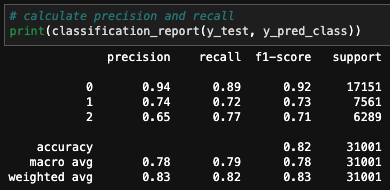 # calculate precision and recall
print(classification_report(y_test, y_pred_class))
precision recall f1-score support
0 0.94 0.89 0.92 17151
1 0.74 0.72 0.73 7561
2 0.65 0.77 0.71 6289
accuracy 0.82 31001
macro avg 0.78 0.79 0.78 31001
weighted avg 0.83 0.82 0.83 31001